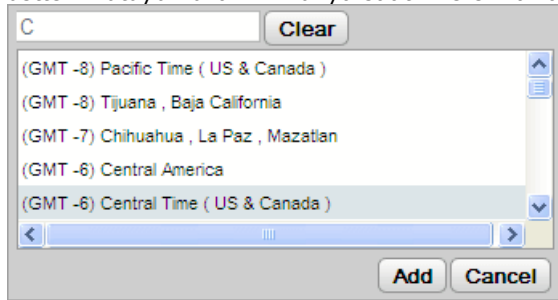 C Clear
(GMT -8) Pacific Time ( US & Canada )
(GMT -8) Tijuana , Baja California
(GMT -7) Chihuahua , La Paz , Mazatlan
(GMT -6) Central America
(GMT -6) Central Time ( US & Canada )
Add Cancel